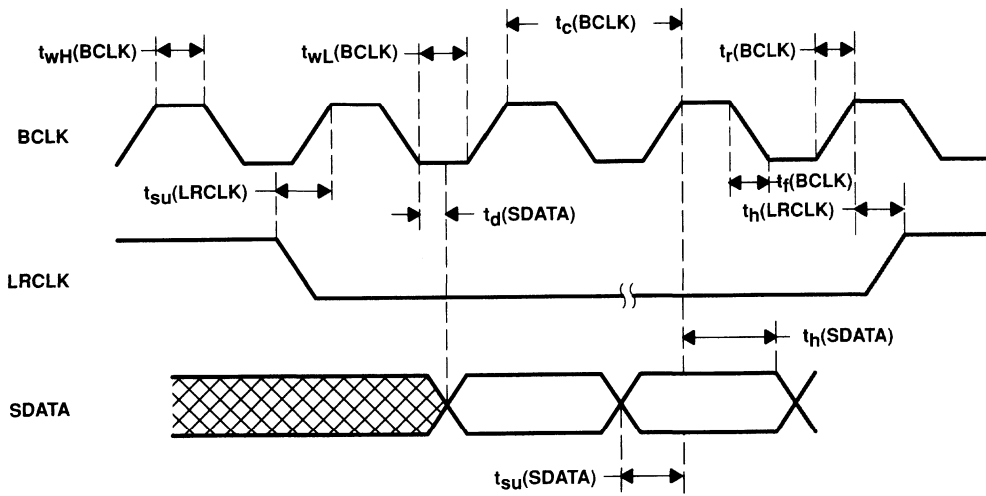 tc(BCLK)
twH(BCLK)
twL(BCLK)
tr(BCLK)
BCLK
tsu(LRCLK)
tf(BCLK)
td(SDATA)
th(LRCLK)
LRCLK
th(SDATA)
SDATA
tsu(SDATA)